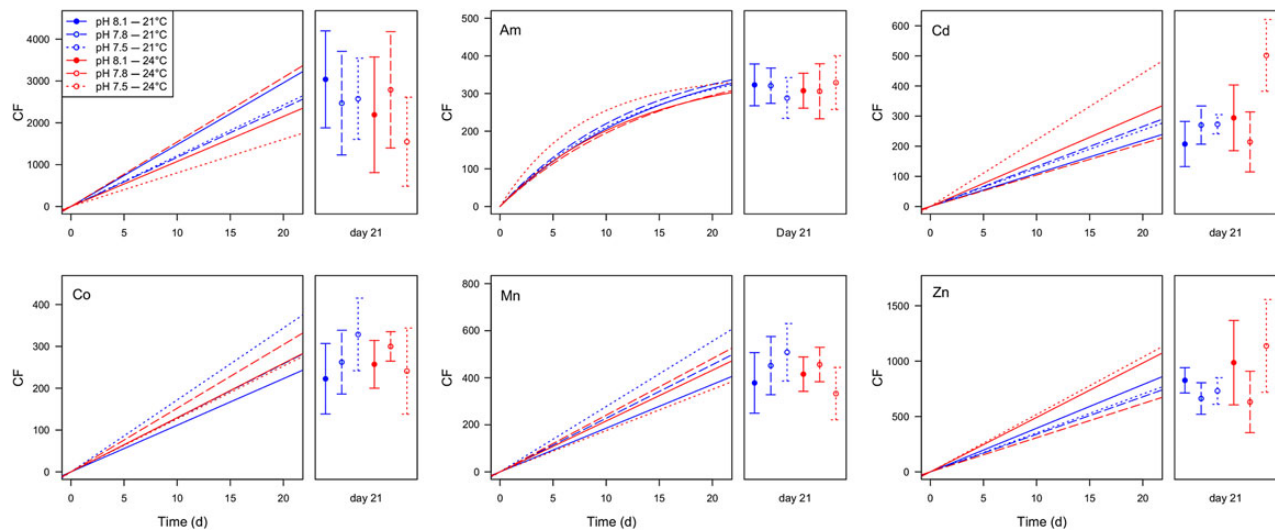 pH 8.1 — 21°C
pH 7.8 — 21°C
pH 7.5 — 21°C
pH 8.1 — 24°C
pH 7.8 — 24°C
pH 7.5 — 24°C
CF
4000
3000
2000
1000
0
0 5 10 15 20
day 21
Am
CF
500
400
300
200
100
0
0 5 10 15 20
Day 21
Cd
CF
600
500
400
300
200
100
0
0 5 10 15 20
day 21
Co
CF
400
300
200
100
0
0 5 10 15 20
Time (d)
day 21
Mn
CF
800
600
400
200
0
0 5 10 15 20
Time (d)
day 21
Zn
CF
1500
1000
500
0
0 5 10 15 20
Time (d)
day 21